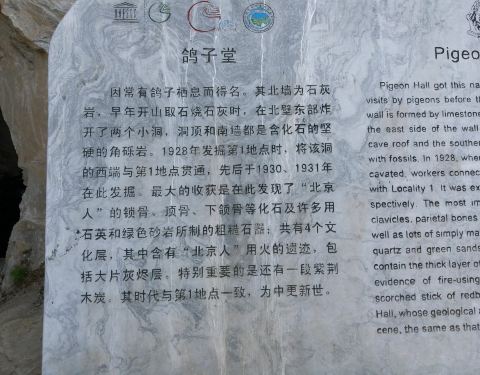 鸽子堂
因常有鸽子栖息而得名。其北墙为石灰
岩，早年开山取石烧石灰时，在北壁东部炸
开了两个小洞，洞顶和南墙都是含化石的坚
硬的角砾岩。1928年发掘第1地点时，将该洞
的西端与第1地点贯通，先后于1930、1931年
在此发掘。最大的收获是在此发现了“北京
人”的锁骨、顶骨、下颌骨等化石及许多用
石英和绿色砂岩所制的粗糙石器；共有4个文
化层，其中含有“北京人”用火的遗迹，包
括大片灰烬层。特别重要的是还有一段紫荆
木炭。其时代与第1地点一致，为中更新世。
Pigeon
Pigeon Hall got this na
visits by pigeons before th
wall is formed by limestone
the east side of the wall
cave roof and the southern
with fossils. In 1928, when
cavated, workers connec
with Locality 1. It was ex
spectively. The most im
clavicles, parietal bones
well as lots of simply ma
quartz and green sands
contain the thick layer of
evidence of fire-using
scorched stick of redb
Hall, whose geological a
cene, the same as that